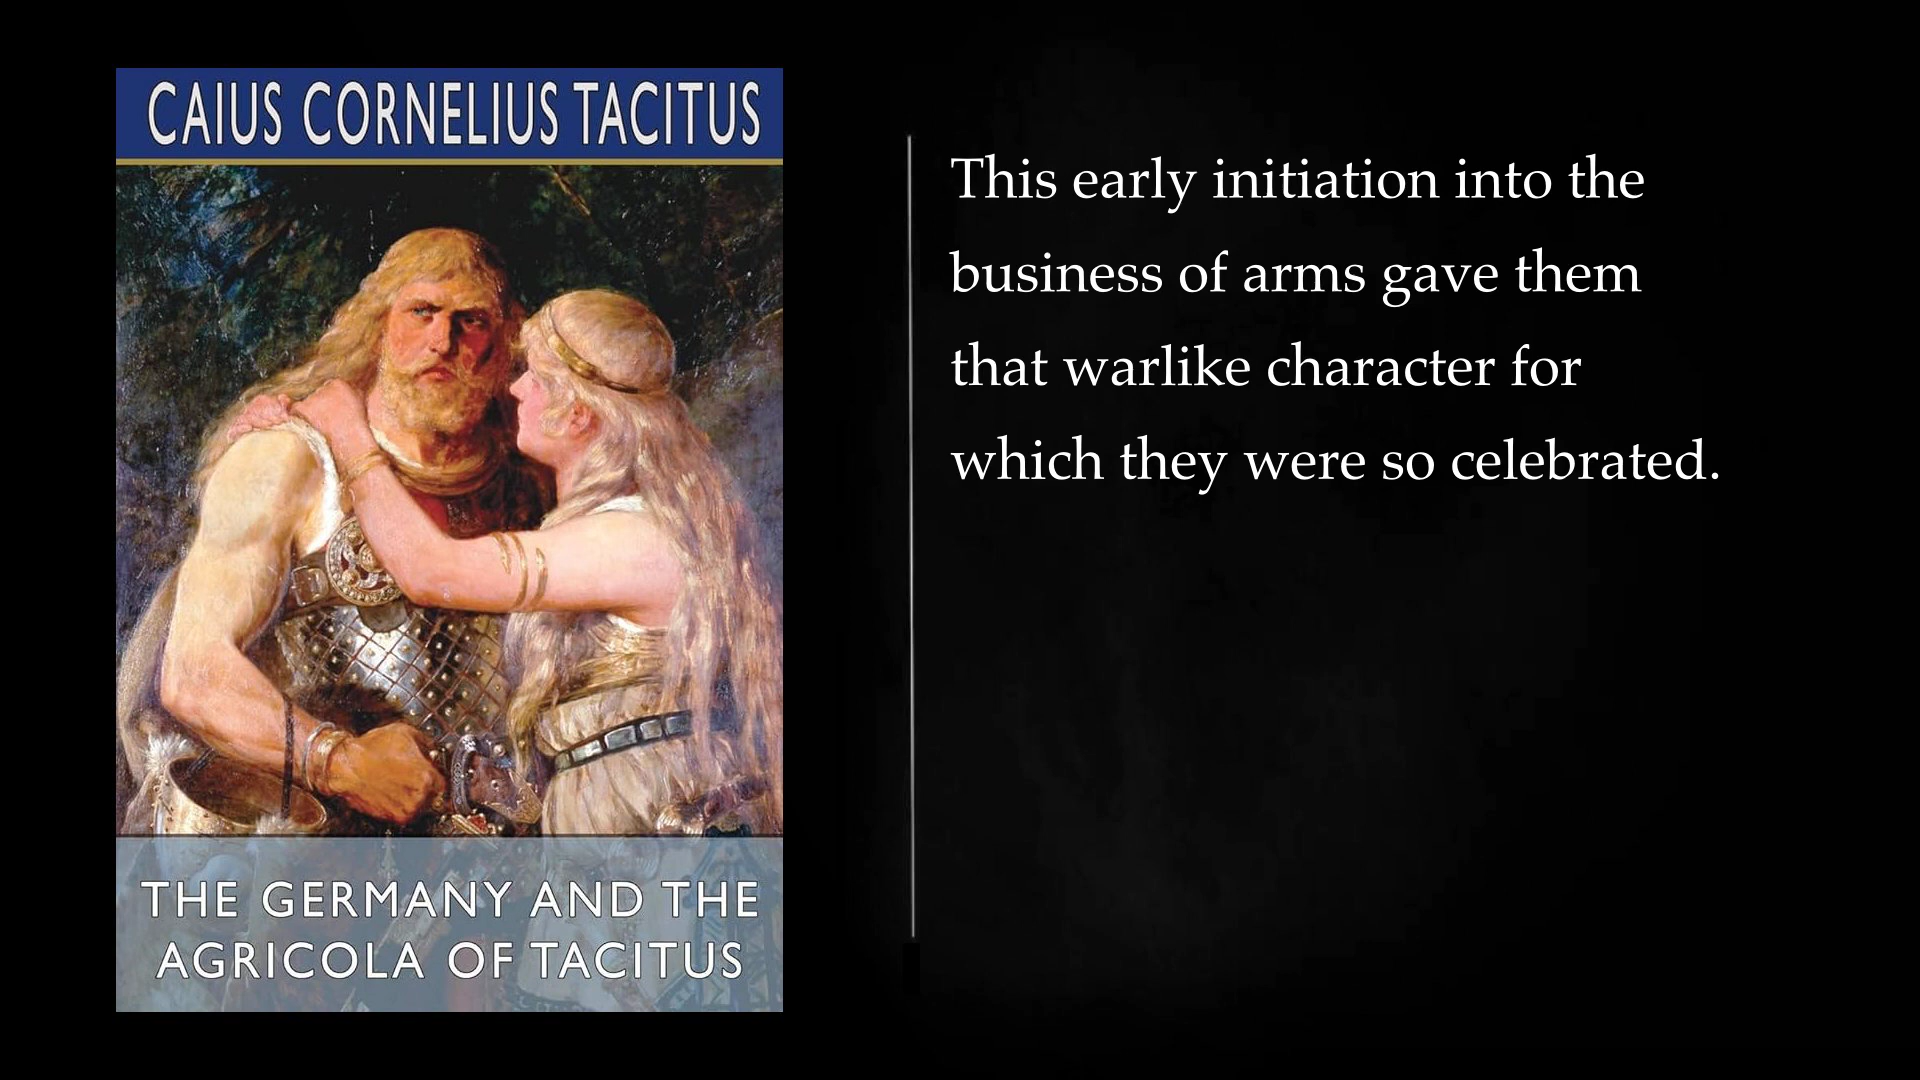 CAIUS CORNELIUS TACITUS
THE GERMANY AND THE
AGRICOLA OF TACITUS
This early initiation into the
business of arms gave them
that warlike character for
which they were so celebrated.